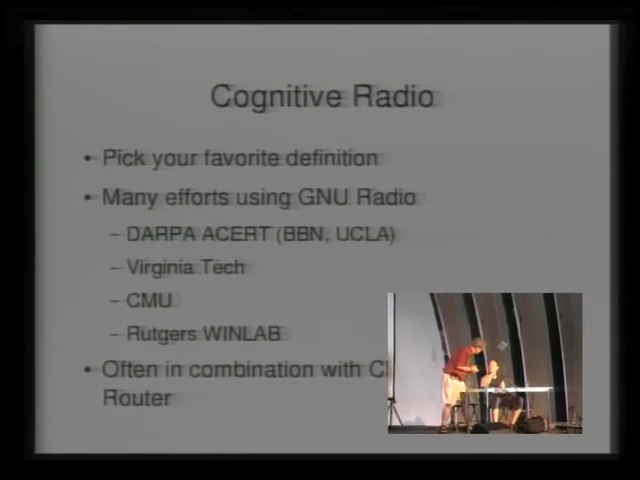 Cognitive Radio
• Pick your favorite definition
• Many efforts using GNU Radio
– DARPA ACERT (BBN, UCLA)
– Virginia Tech
– CMU
– Rutgers WINLAB
• Often in combination with
Router